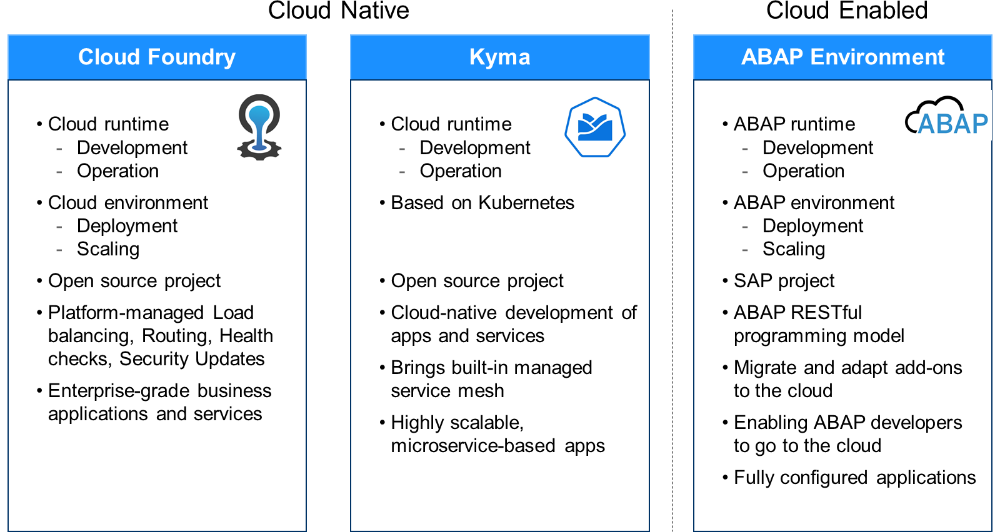 Cloud Native
Cloud Enabled
Cloud Foundry
• Cloud runtime
- Development
- Operation
• Cloud environment
- Deployment
- Scaling
• Open source project
• Platform-managed Load
balancing, Routing, Health
checks, Security Updates
• Enterprise-grade business
applications and services
Kyma
• Cloud runtime
- Development
- Operation
• Based on Kubernetes
• Open source project
• Cloud-native development of
apps and services
• Brings built-in managed
service mesh
• Highly scalable,
microservice-based apps
ABAP Environment
ABAP
• ABAP runtime
- Development
- Operation
• ABAP environment
- Deployment
- Scaling
• SAP project
• ABAP RESTful
programming model
• Migrate and adapt add-ons
to the cloud
• Enabling ABAP developers
to go to the cloud
• Fully configured applications